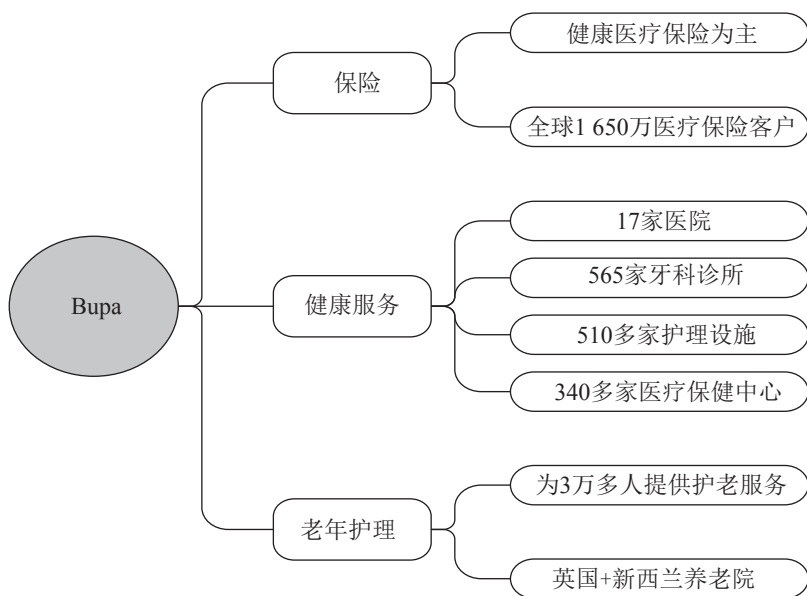 Bupa
保险
健康医疗保险为主
全球1 650万医疗保险客户
健康服务
17家医院
565家牙科诊所
510多家护理设施
340多家医疗保健中心
老年护理
为3万多人提供护老服务
英国+新西兰养老院